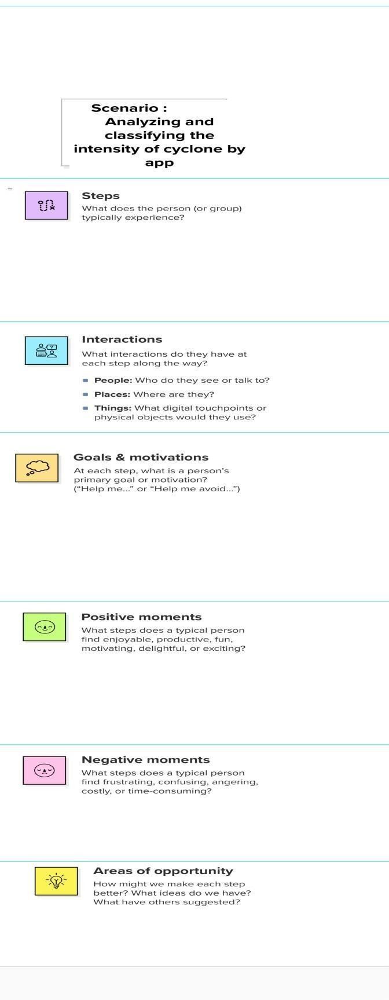 Scenario :
Analyzing and
classifying the
intensity of cyclone by
app
=
Steps
What does the person (or group)
typically experience?
Interactions
What interactions do they have at
each step along the way?
People: Who do they see or talk to?
Places: Where are they?
Things: What digital touchpoints or
physical objects would they use?
Goals & motivations
At each step, what is a person’s
primary goal or motivation?
(“Help me...” or “Help me avoid...”)
Positive moments
What steps does a typical person
find enjoyable, productive, fun,
motivating, delightful, or exciting?
Negative moments
What steps does a typical person
find frustrating, confusing, angering,
costly, or time-consuming?
Areas of opportunity
How might we make each step
better? What ideas do we have?
What have others suggested?